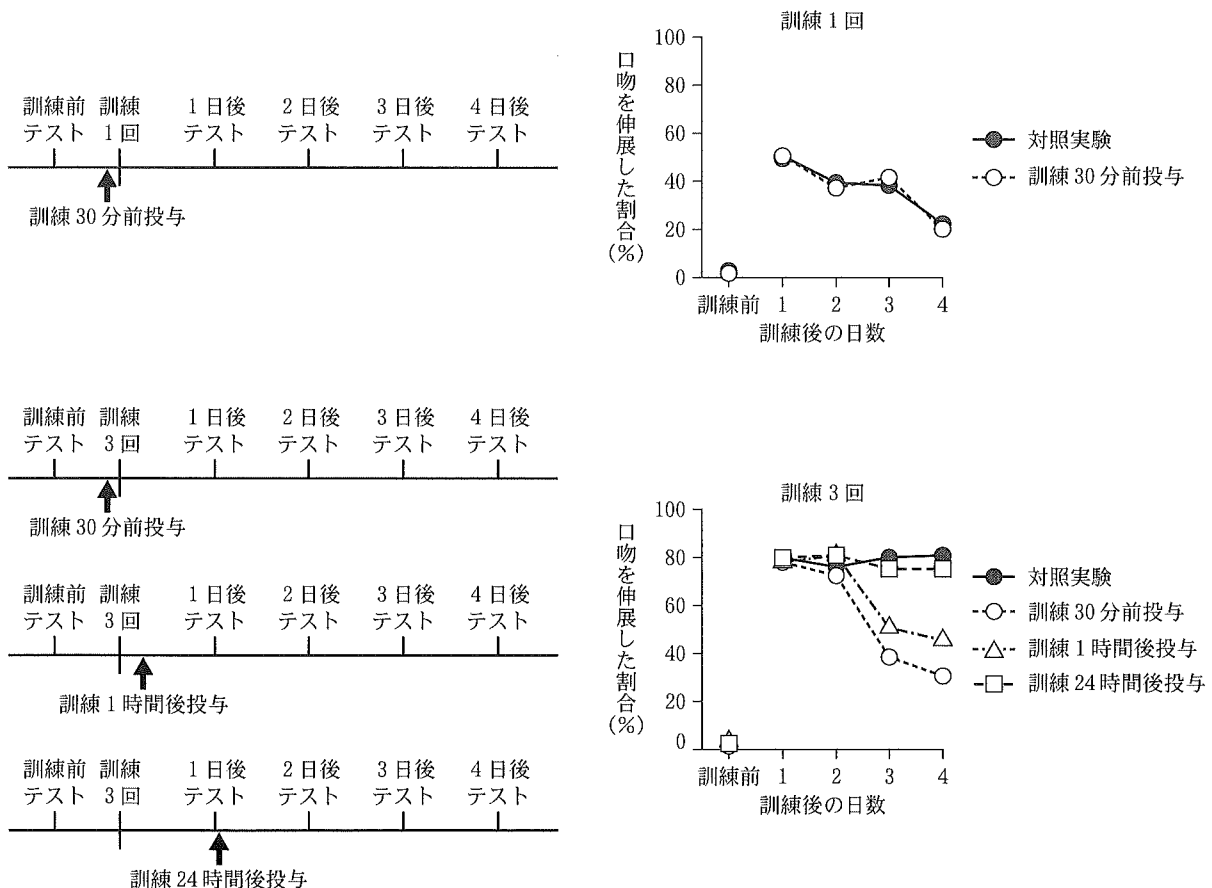 訓練前 訓練 1日後 2日後 3日後 4日後
テスト 1回 テスト テスト テスト テスト
訓練30分前投与
訓練1回
口吻を伸展した割合(%)
100
80
60
40
20
0
訓練前 1 2 3 4
訓練後の日数
対照実験
訓練30分前投与
訓練前 訓練 1日後 2日後 3日後 4日後
テスト 3回 テスト テスト テスト テスト
訓練30分前投与
訓練前 訓練 1日後 2日後 3日後 4日後
テスト 3回 テスト テスト テスト テスト
訓練1時間後投与
訓練前 訓練 1日後 2日後 3日後 4日後
テスト 3回 テスト テスト テスト テスト
訓練24時間後投与
訓練3回
口吻を伸展した割合(%)
100
80
60
40
20
0
訓練前 1 2 3 4
訓練後の日数
対照実験
訓練30分前投与
訓練1時間後投与
訓練24時間後投与